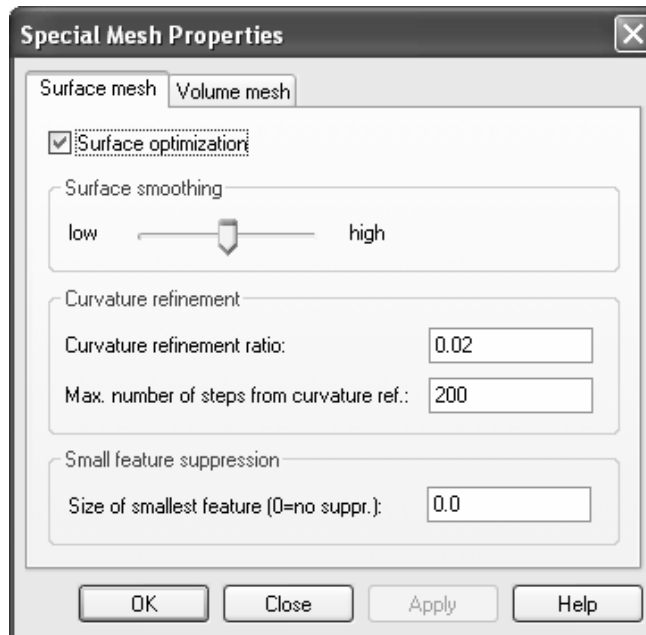 Special Mesh Properties
Surface mesh Volume mesh
Surface optimization
Surface smoothing
low high
Curvature refinement
Curvature refinement ratio: 0.02
Max. number of steps from curvature ref.: 200
Small feature suppression
Size of smallest feature (0=no suppr.): 0.0
OK Close Apply Help